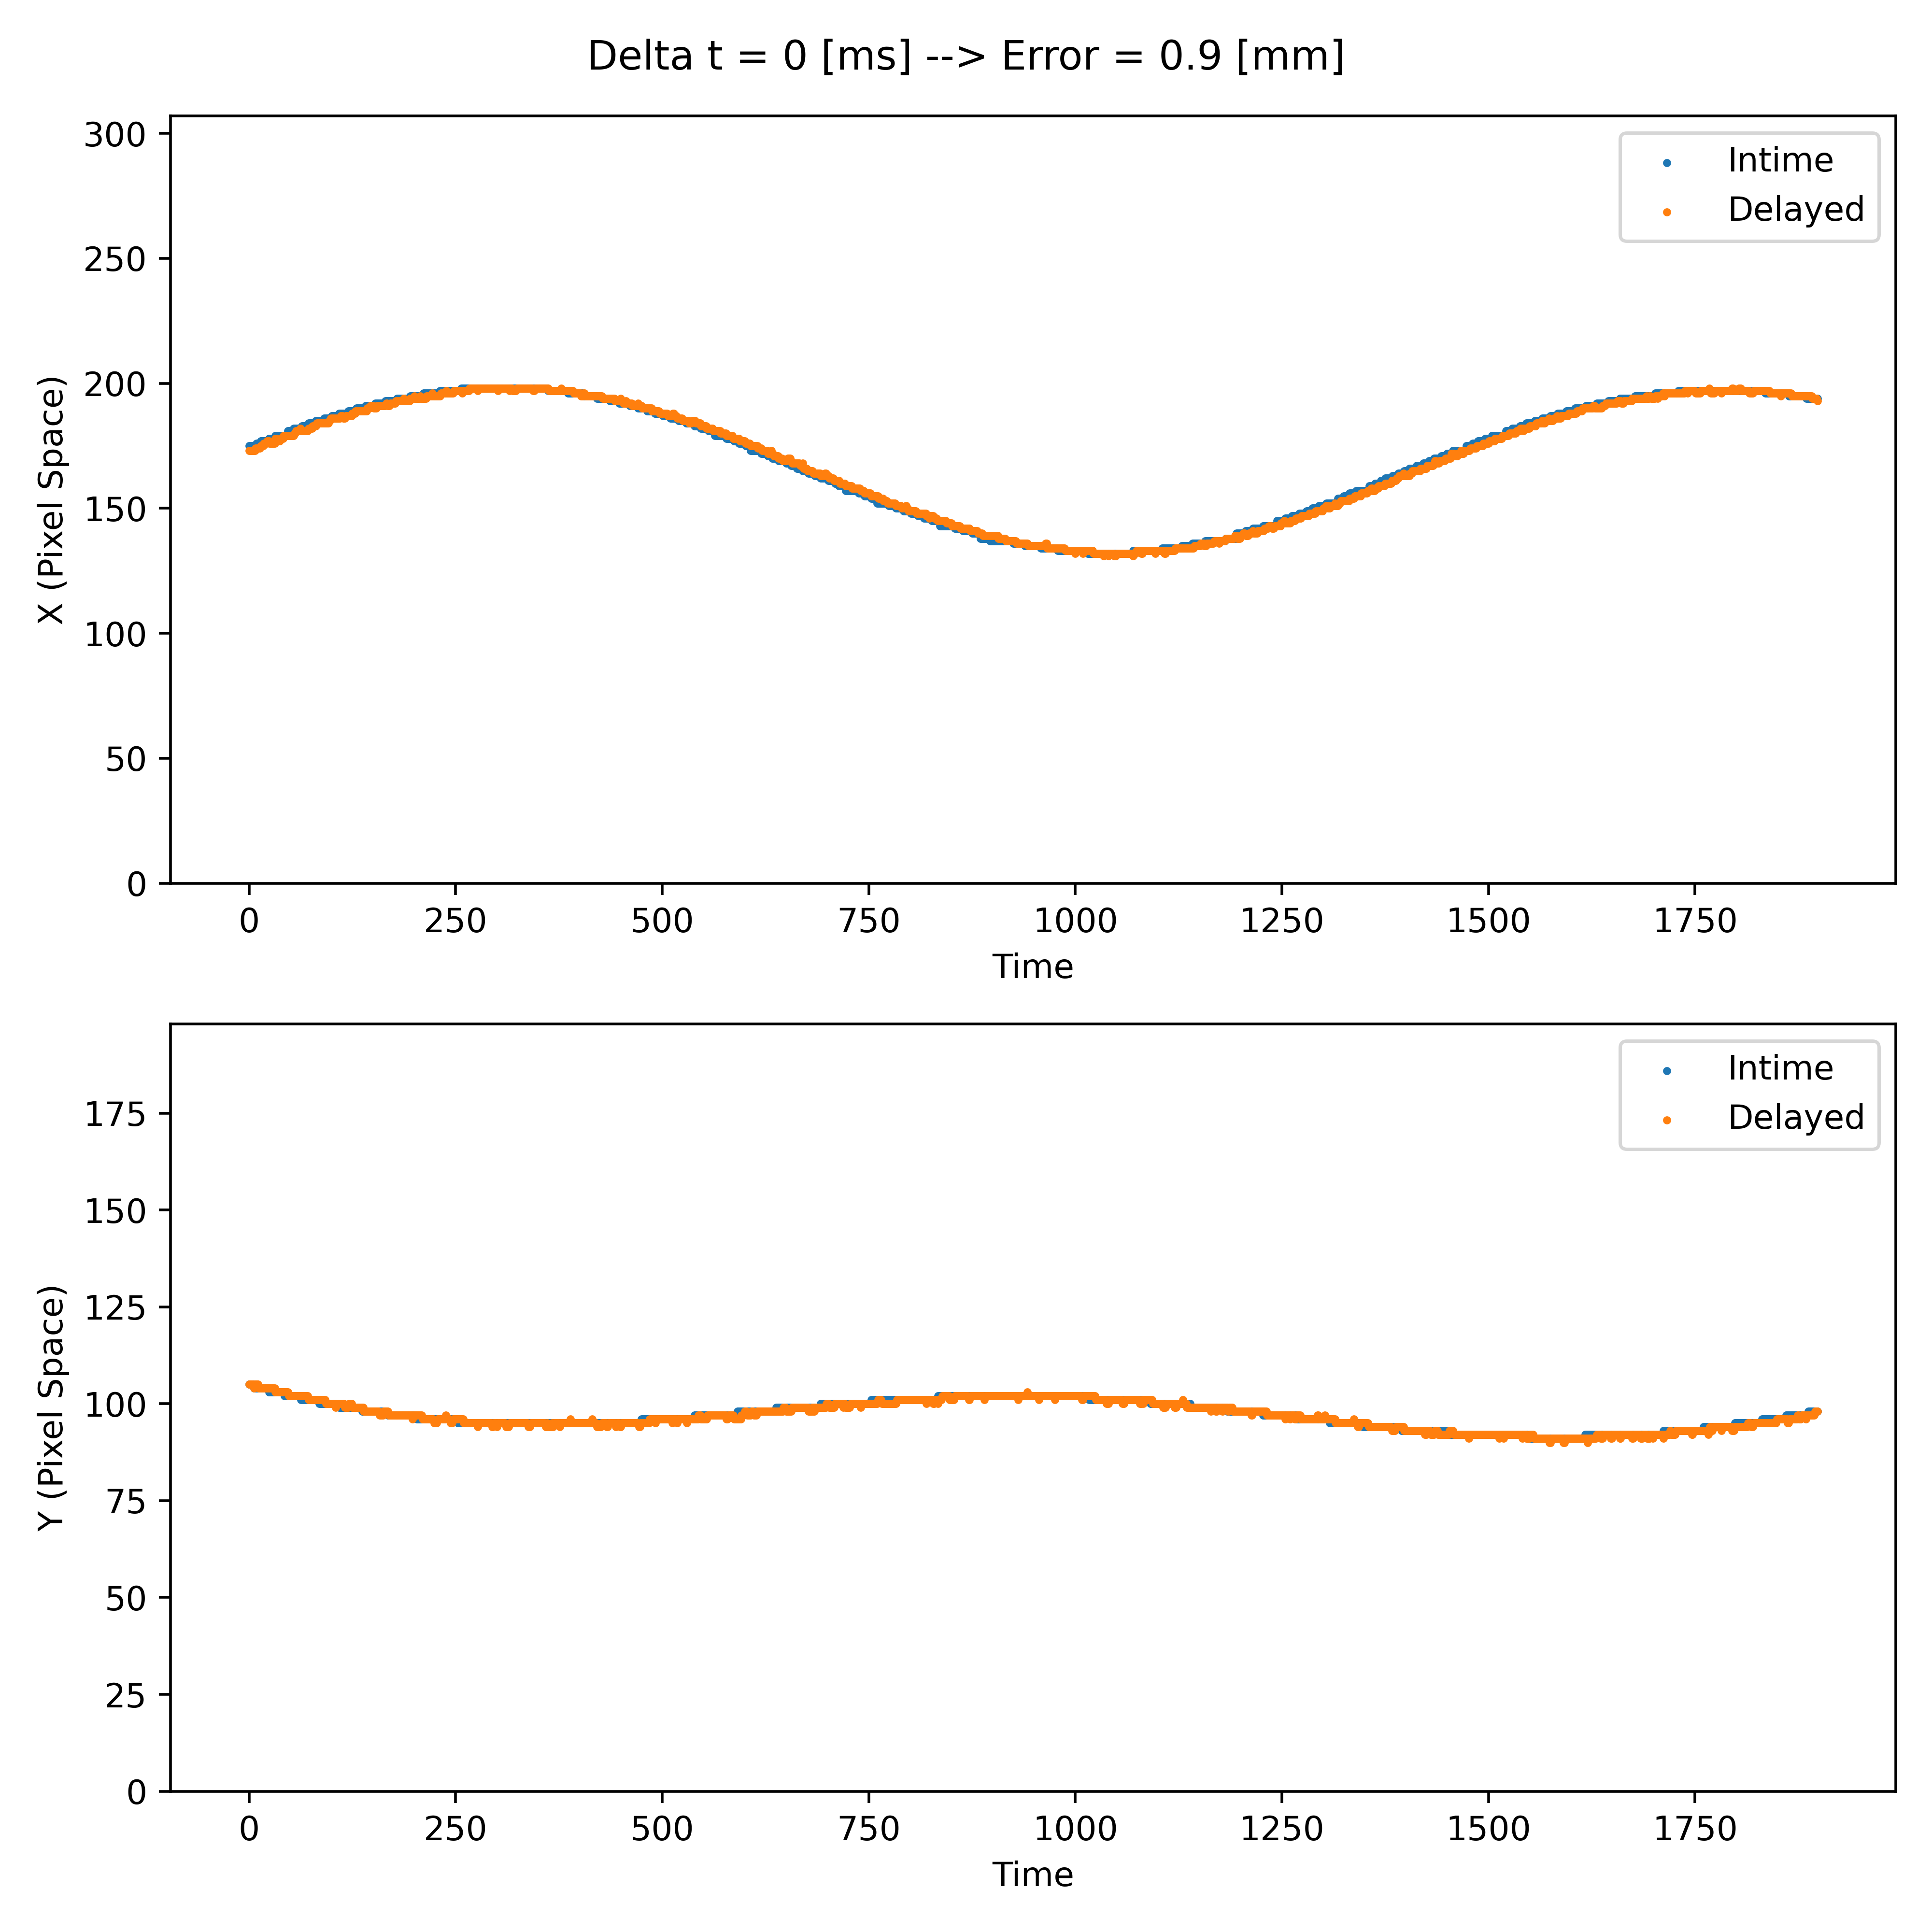 Delta t = 0 [ms] --> Error = 0.9 [mm]
300
250
200
150
100
50
0
X (Pixel Space)
Intime
Delayed
0 250 500 750 1000 1250 1500 1750
Time
175
150
125
100
75
50
25
0
Y (Pixel Space)
Intime
Delayed
0 250 500 750 1000 1250 1500 1750
Time